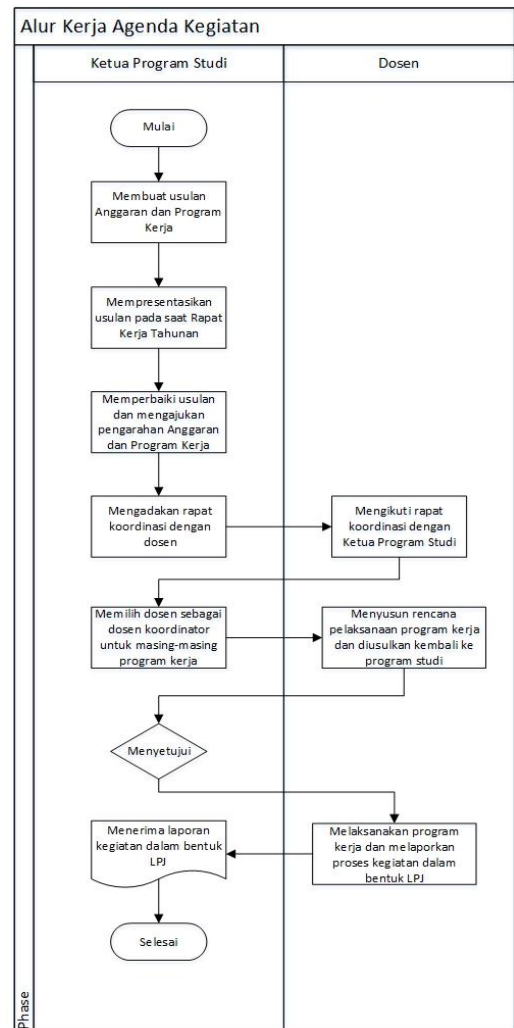 Alur Kerja Agenda Kegiatan
Ketua Program Studi
Dosen
Mulai
Membuat usulan
Anggaran dan Program
Kerja
Mempresentasikan
usulan pada saat Rapat
Kerja Tahunan
Memperbaiki usulan
dan mengajukan
pengarahan Anggaran
dan Program Kerja
Mengadakan rapat
koordinasi dengan
dosen
Mengikuti rapat
koordinasi dengan
Ketua Program Studi
Memilih dosen sebagai
dosen koordinator
untuk masing-masing
program kerja
Menyusun rencana
pelaksanaan program kerja
dan diusulkan kembali ke
program studi
Menyetujui
Melaksanakan program
kerja dan melaporkan
proses kegiatan dalam
bentuk LPJ
Menerima laporan
kegiatan dalam bentuk
LPJ
Selesai
Phase